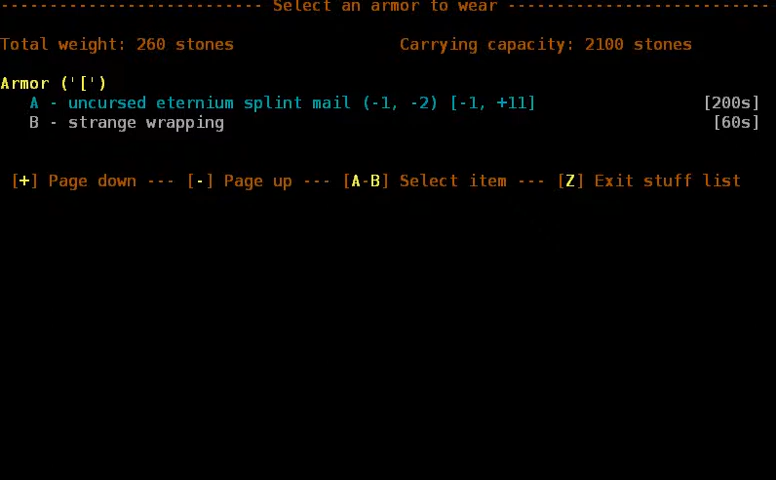 --------------------------- Select an armor to wear ---------------------------
Total weight: 260 stones Carrying capacity: 2100 stones
Armor ('[')
A - uncursed eternium splint mail (-1, -2) [-1, +11] [200s]
B - strange wrapping [60s]
[+] Page down --- [-] Page up --- [A-B] Select item --- [Z] Exit stuff list